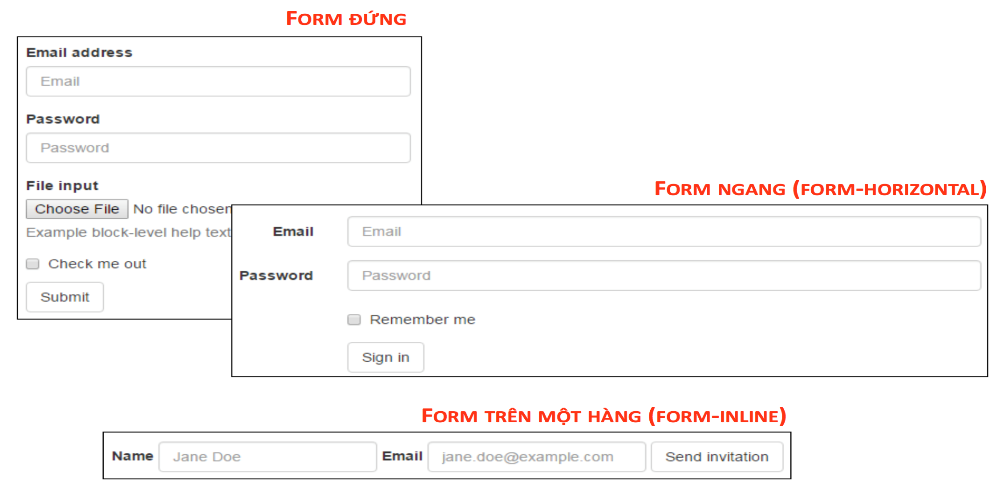 FORM ĐỨNG
Email address
Email
Password
Password
File input
Choose File No file chosen
Example block-level help text
Check me out
Submit
FORM NGANG (FORM-HORIZONTAL)
Email Email
Password Password
Remember me
Sign in
FORM TRÊN MỘT HÀNG (FORM-INLINE)
Name Jane Doe Email jane.doe@example.com Send invitation